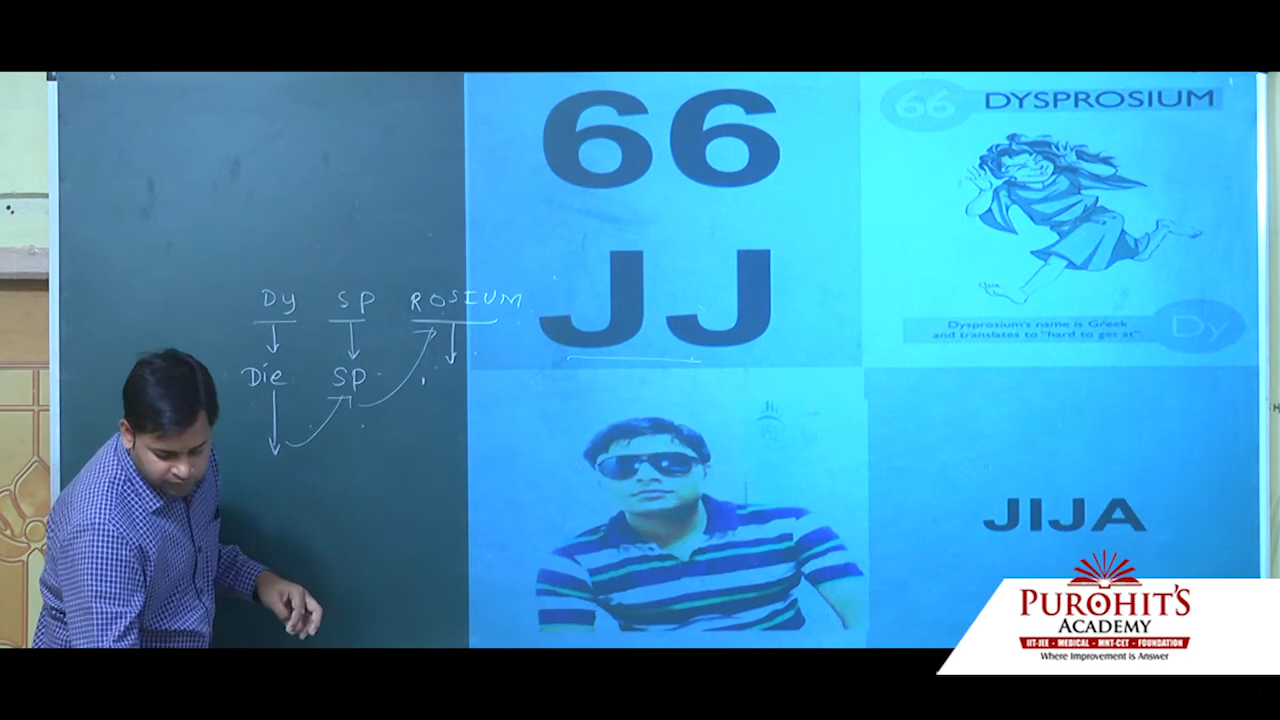 66
66 DYSPROSIUM
JJ
Dysprosium's name is Greek
and translates to "hard to get at".
Dy
Dy SP ROSIUM
Die SP
JIJA
PUROHIT'S
ACADEMY
IIT-JEE - MEDICAL - MHT-CET - FOUNDATION
Where Improvement is Answer